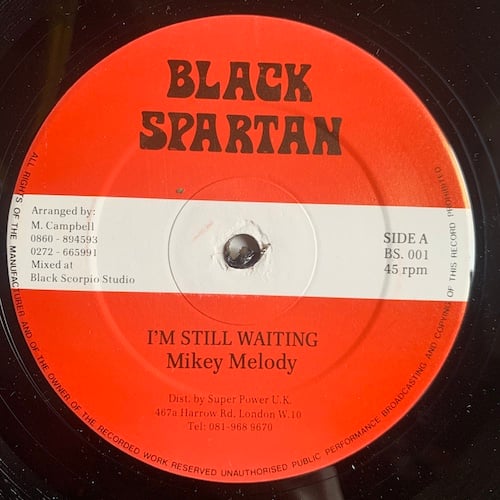 BLACK
SPARTAN
Arranged by:
M. Campbell
0860 - 894593
0272 - 665991
Mixed at
Black Scorpio Studio
SIDE A
BS. 001
45 rpm
I'M STILL WAITING
Mikey Melody
Dist. by Super Power U.K.
467a Harrow Rd, London W.10
Tel: 081-968 9670
ALL RIGHTS OF THE MANUFACTURER AND OF THE OWNER OF THE RECORDED WORK RESERVED UNAUTHORISED PUBLIC PERFORMANCE BROADCASTING AND COPYING OF THIS RECORD PROHIBITED